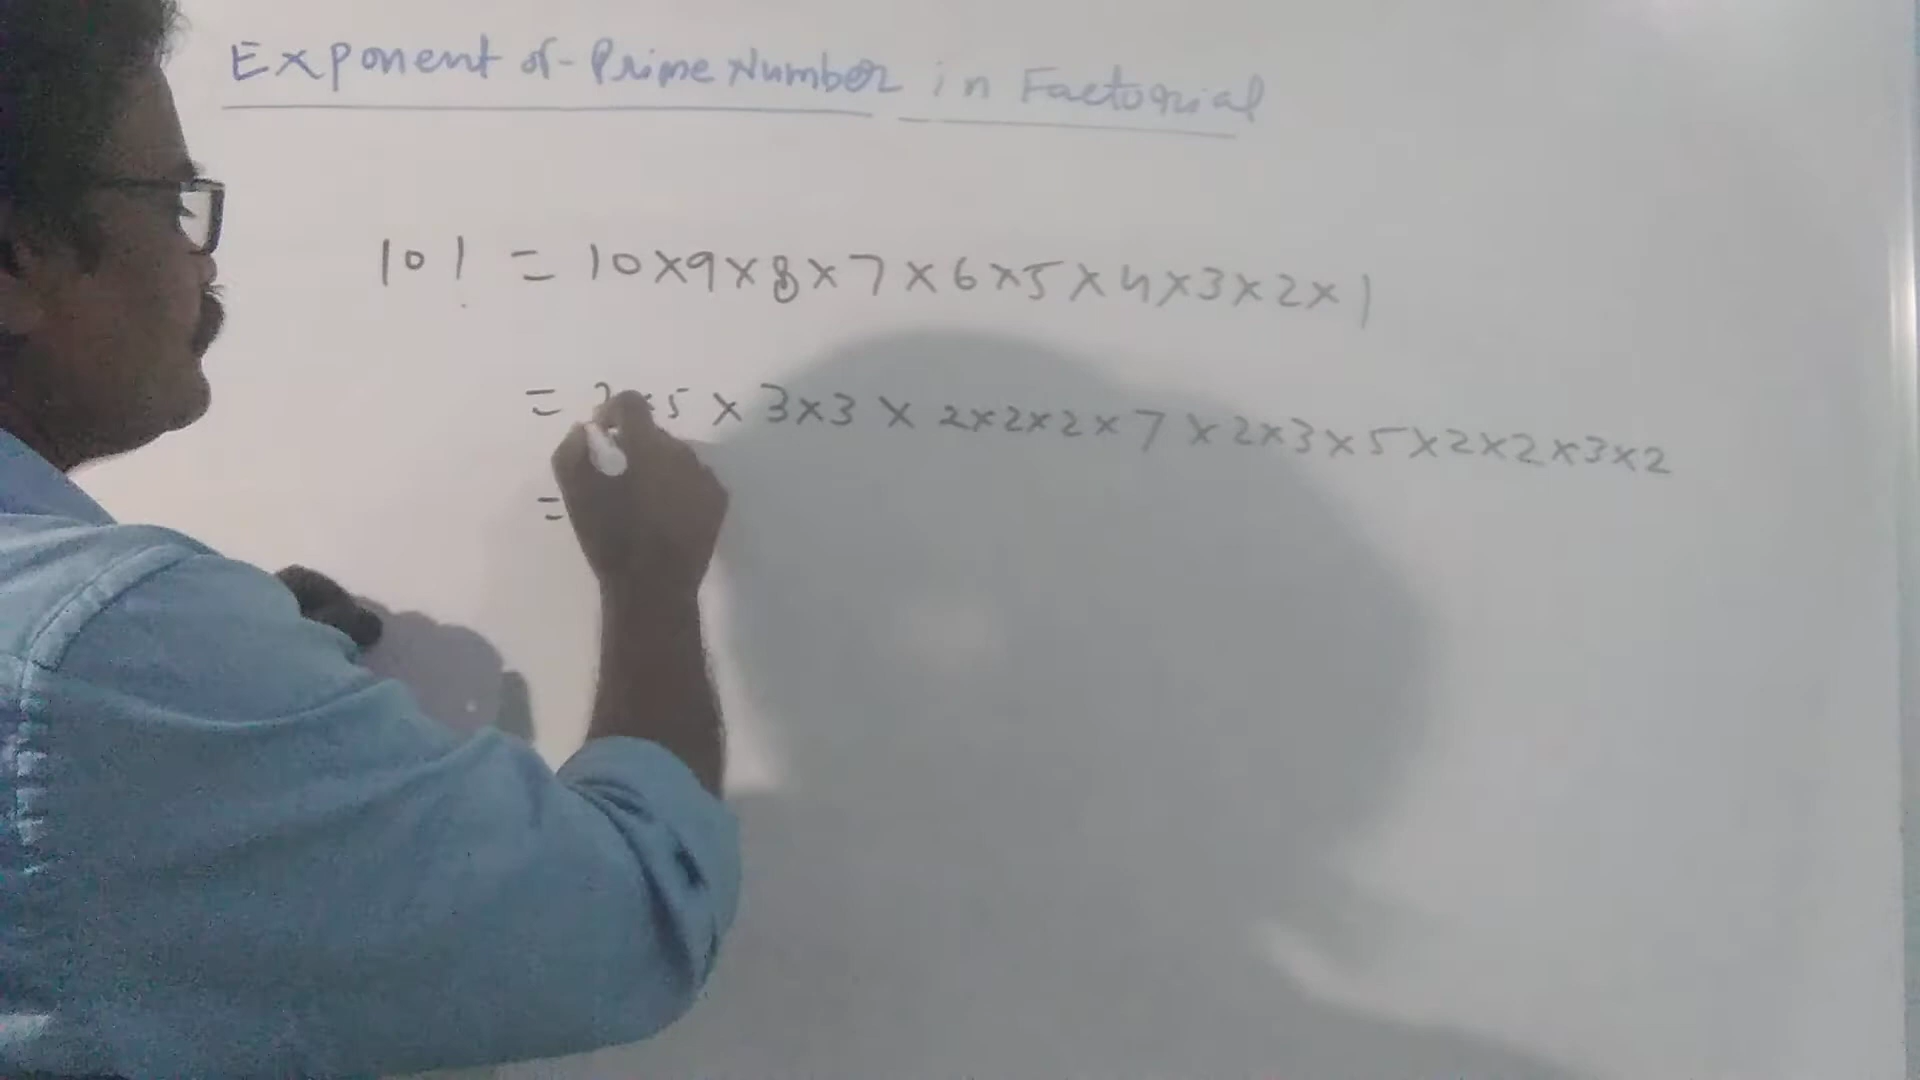 Exponent of Prime Number in Factorial
10! = 10×9×8×7×6×5×4×3×2×1
= 2×5×3×3×2×2×2×7×2×3×5×2×2×3×2
=